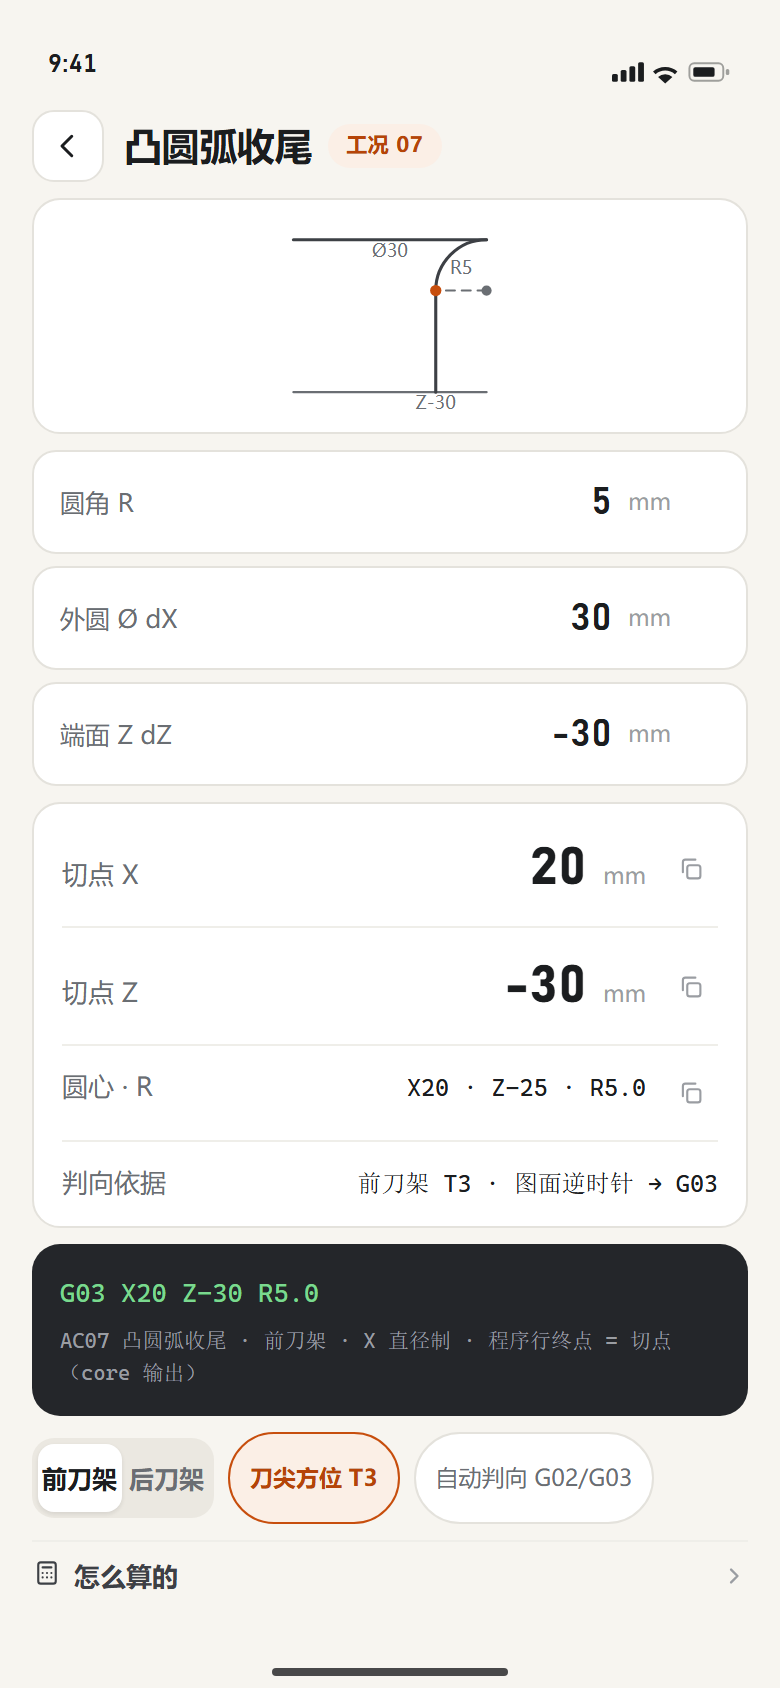 9:41
凸圆弧收尾 工况 07
Ø30
R5
Z-30
圆角 R 5 mm
外圆 Ø dX 30 mm
端面 Z dZ -30 mm
切点 X 20 mm
切点 Z -30 mm
圆心 · R X20 · Z-25 · R5.0
判向依据 前刀架 T3 · 图面逆时针 → G03
G03 X20 Z-30 R5.0
AC07 凸圆弧收尾 · 前刀架 · X 直径制 · 程序行终点 = 切点
（core 输出）
前刀架 后刀架 刀尖方位 T3 自动判向 G02/G03
怎么算的